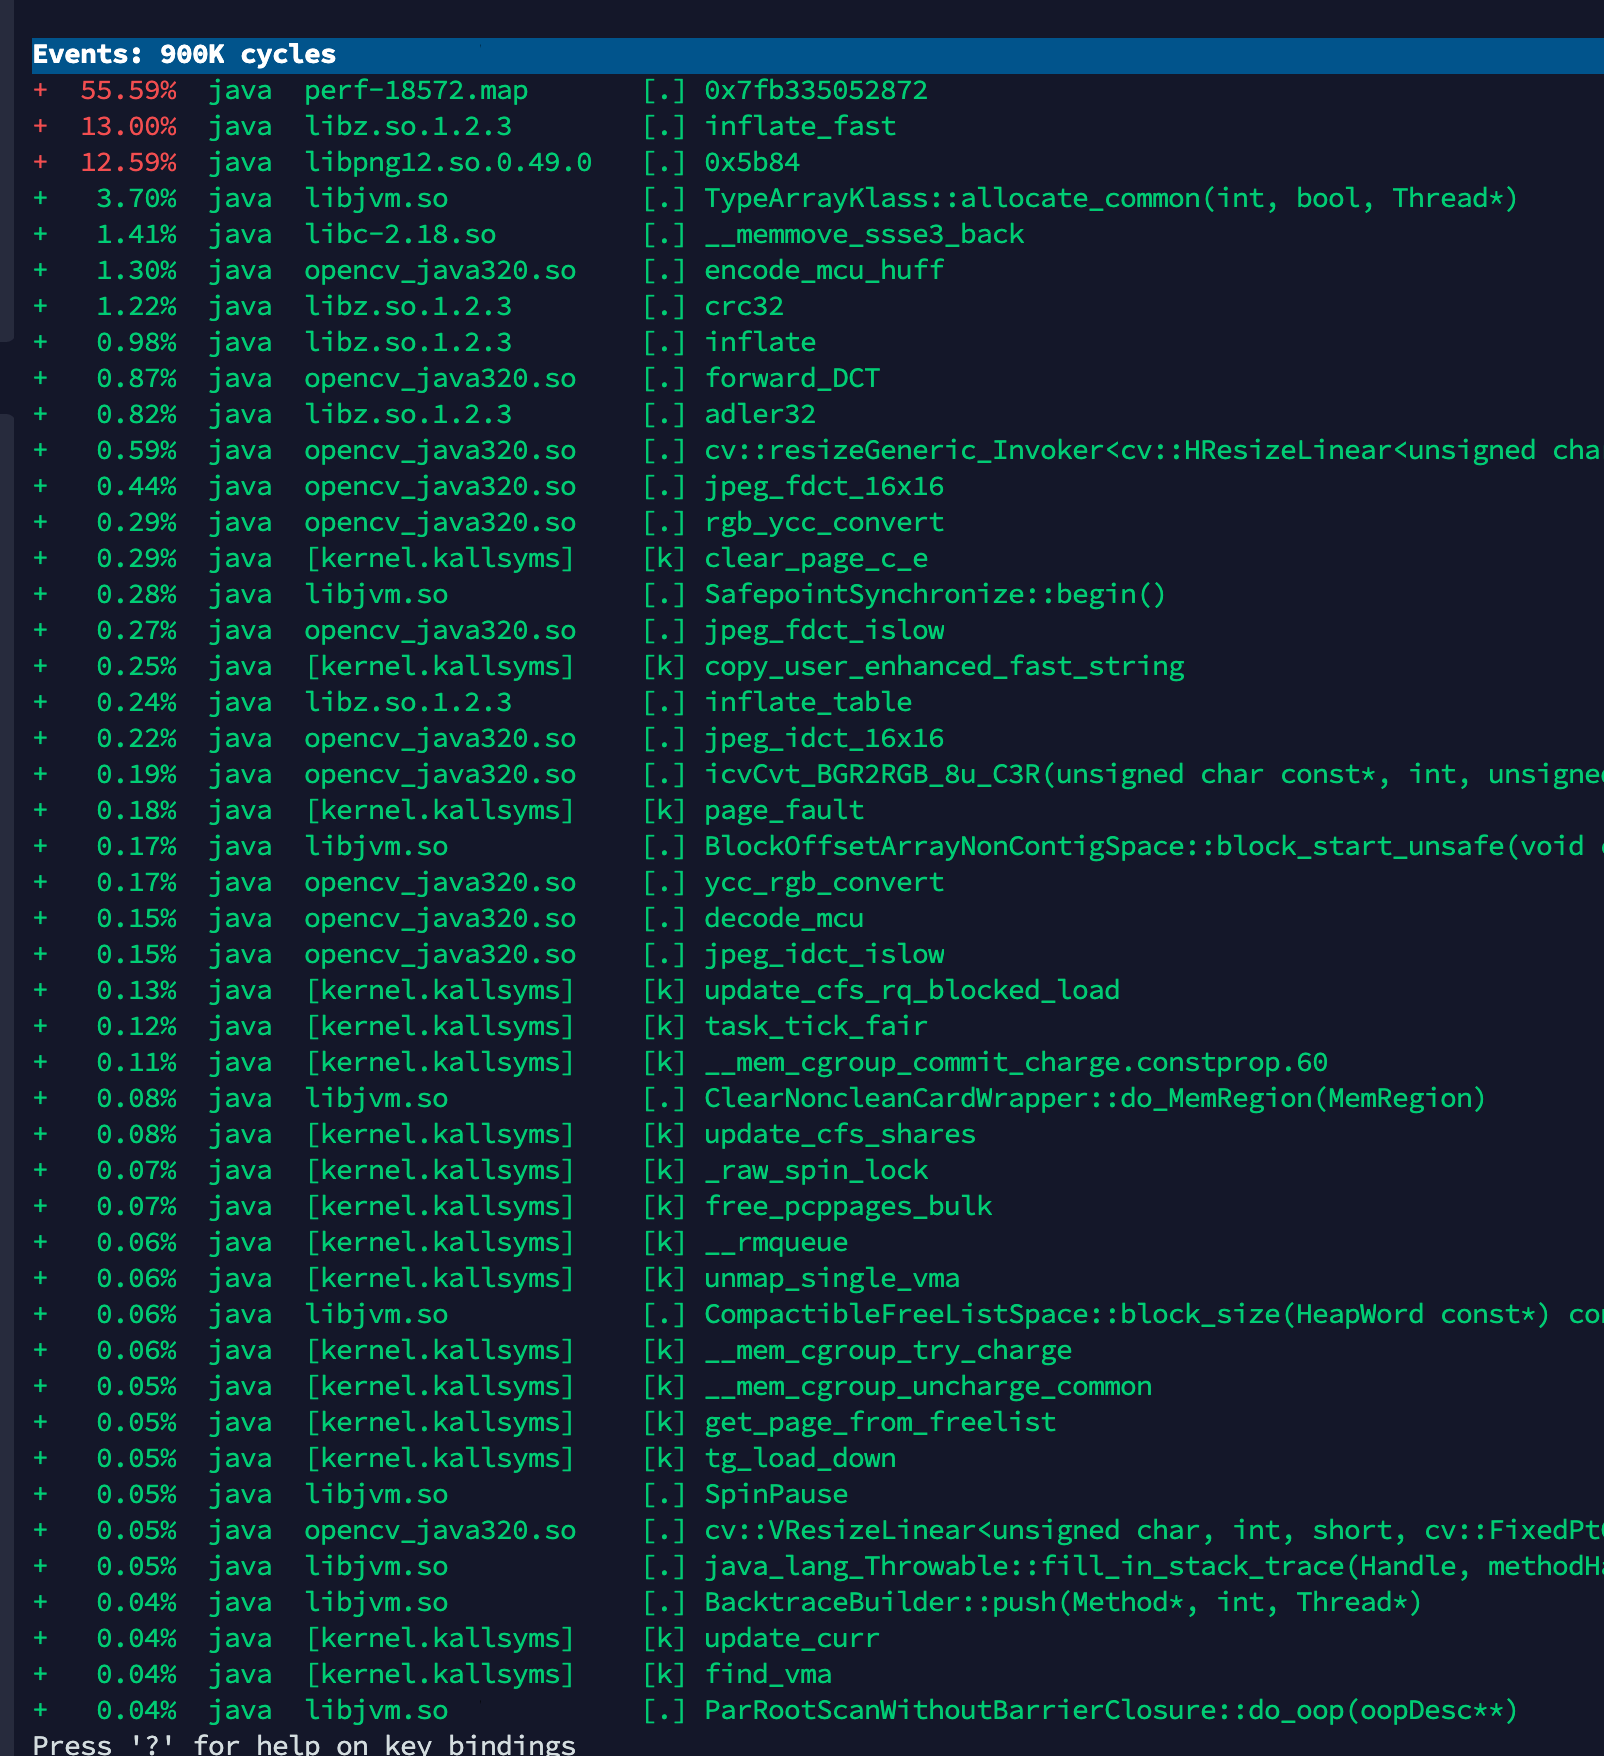 Events: 900K cycles
+ 55.59% java perf-18572.map [.] 0x7fb335052872
+ 13.00% java libz.so.1.2.3 [.] inflate_fast
+ 12.59% java libpng12.so.0.49.0 [.] 0x5b84
+ 3.70% java libjvm.so [.] TypeArrayKlass::allocate_common(int, bool, Thread*)
+ 1.41% java libc-2.18.so [.] __memmove_ssse3_back
+ 1.30% java opencv_java320.so [.] encode_mcu_huff
+ 1.22% java libz.so.1.2.3 [.] crc32
+ 0.98% java libz.so.1.2.3 [.] inflate
+ 0.87% java opencv_java320.so [.] forward_DCT
+ 0.82% java libz.so.1.2.3 [.] adler32
+ 0.59% java opencv_java320.so [.] cv::resizeGeneric_Invoker<cv::HResizeLinear<unsigned cha
+ 0.44% java opencv_java320.so [.] jpeg_fdct_16x16
+ 0.29% java opencv_java320.so [.] rgb_ycc_convert
+ 0.29% java [kernel.kallsyms] [k] clear_page_c_e
+ 0.28% java libjvm.so [.] SafepointSynchronize::begin()
+ 0.27% java opencv_java320.so [.] jpeg_fdct_islow
+ 0.25% java [kernel.kallsyms] [k] copy_user_enhanced_fast_string
+ 0.24% java libz.so.1.2.3 [.] inflate_table
+ 0.22% java opencv_java320.so [.] jpeg_idct_16x16
+ 0.19% java opencv_java320.so [.] icvCvt_BGR2RGB_8u_C3R(unsigned char const*, int, unsigned
+ 0.18% java [kernel.kallsyms] [k] page_fault
+ 0.17% java libjvm.so [.] BlockOffsetArrayNonContigSpace::block_start_unsafe(void
+ 0.17% java opencv_java320.so [.] ycc_rgb_convert
+ 0.15% java opencv_java320.so [.] decode_mcu
+ 0.15% java opencv_java320.so [.] jpeg_idct_islow
+ 0.13% java [kernel.kallsyms] [k] update_cfs_rq_blocked_load
+ 0.12% java [kernel.kallsyms] [k] task_tick_fair
+ 0.11% java [kernel.kallsyms] [k] __mem_cgroup_commit_charge.constprop.60
+ 0.08% java libjvm.so [.] ClearNoncleanCardWrapper::do_MemRegion(MemRegion)
+ 0.08% java [kernel.kallsyms] [k] update_cfs_shares
+ 0.07% java [kernel.kallsyms] [k] _raw_spin_lock
+ 0.07% java [kernel.kallsyms] [k] free_pcppages_bulk
+ 0.06% java [kernel.kallsyms] [k] __rmqueue
+ 0.06% java [kernel.kallsyms] [k] unmap_single_vma
+ 0.06% java libjvm.so [.] CompactibleFreeListSpace::block_size(HeapWord const*) con
+ 0.06% java [kernel.kallsyms] [k] __mem_cgroup_try_charge
+ 0.05% java [kernel.kallsyms] [k] __mem_cgroup_uncharge_common
+ 0.05% java [kernel.kallsyms] [k] get_page_from_freelist
+ 0.05% java [kernel.kallsyms] [k] tg_load_down
+ 0.05% java libjvm.so [.] SpinPause
+ 0.05% java opencv_java320.so [.] cv::VResizeLinear<unsigned char, int, short, cv::FixedPt
+ 0.05% java libjvm.so [.] java_lang_Throwable::fill_in_stack_trace(Handle, methodHa
+ 0.04% java libjvm.so [.] BacktraceBuilder::push(Method*, int, Thread*)
+ 0.04% java [kernel.kallsyms] [k] update_curr
+ 0.04% java [kernel.kallsyms] [k] find_vma
+ 0.04% java libjvm.so [.] ParRootScanWithoutBarrierClosure::do_oop(oopDesc**)
Press '?' for help on key bindings